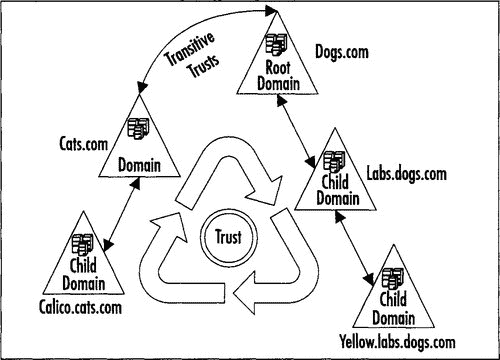 Transitive
Trusts
Dogs.com
Root
Domain
Cats.com
Domain
Child
Domain
Labs.dogs.com
Trust
Child
Domain
Calico.cats.com
Child
Domain
Yellow.labs.dogs.com